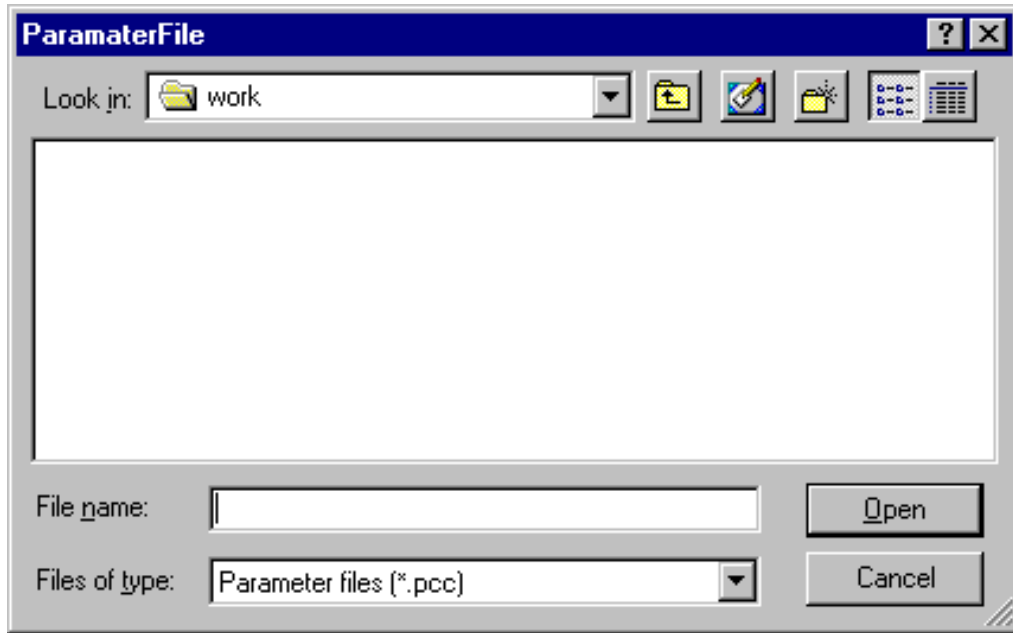 ParamaterFile
Look in: work
File name: Open
Files of type: Parameter files (*.pcc) Cancel